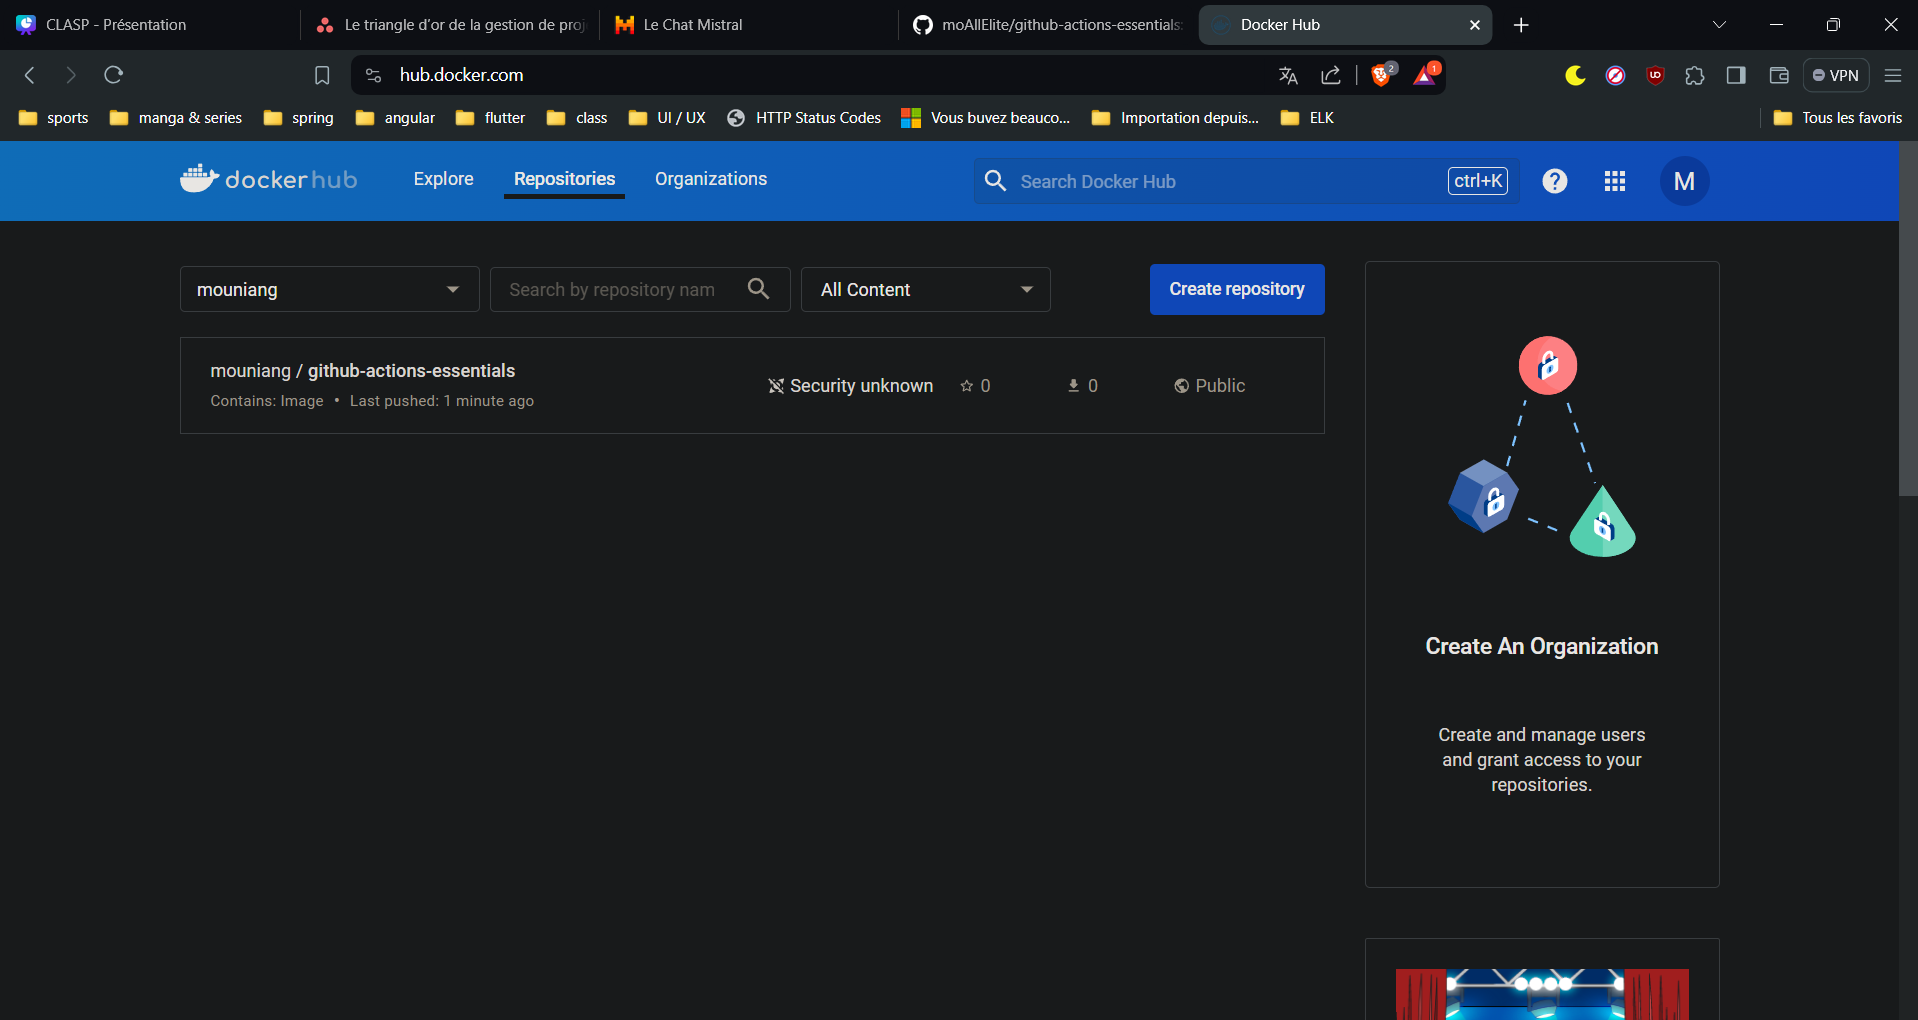 CLASP - Présentation
Le triangle d'or de la gestion de proj
Le Chat Mistral
moAllElite/github-actions-essentials:
Docker Hub
hub.docker.com
2
1
VPN
sports
manga & series
spring
angular
flutter
class
UI / UX
HTTP Status Codes
Vous buvez beauco...
Importation depuis...
ELK
Tous les favoris
dockerhub
Explore
Repositories
Organizations
Search Docker Hub
ctrl+K
M
mouniang
Search by repository nam
All Content
Create repository
mouniang / github-actions-essentials
Contains: Image • Last pushed: 1 minute ago
Security unknown
0
0
Public
Create An Organization
Create and manage users
and grant access to your
repositories.